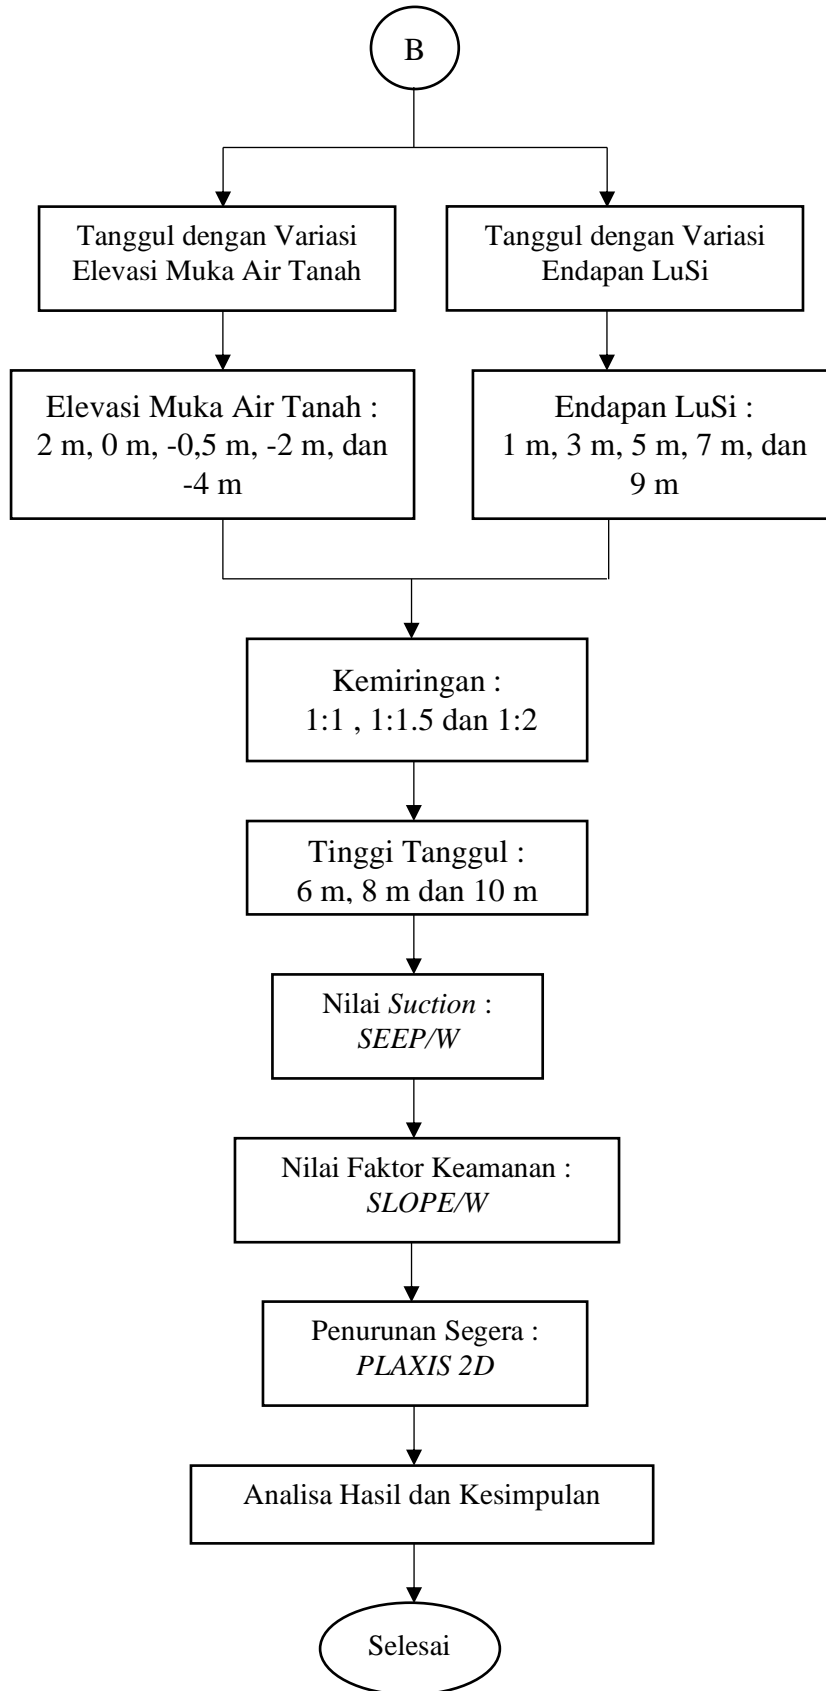 B
Tanggul dengan Variasi
Elevasi Muka Air Tanah
Tanggul dengan Variasi
Endapan LuSi
Elevasi Muka Air Tanah :
2 m, 0 m, -0,5 m, -2 m, dan
-4 m
Endapan LuSi :
1 m, 3 m, 5 m, 7 m, dan
9 m
Kemiringan :
1:1 , 1:1.5 dan 1:2
Tinggi Tanggul :
6 m, 8 m dan 10 m
Nilai Suction :
SEEP/W
Nilai Faktor Keamanan :
SLOPE/W
Penurunan Segera :
PLAXIS 2D
Analisa Hasil dan Kesimpulan
Selesai